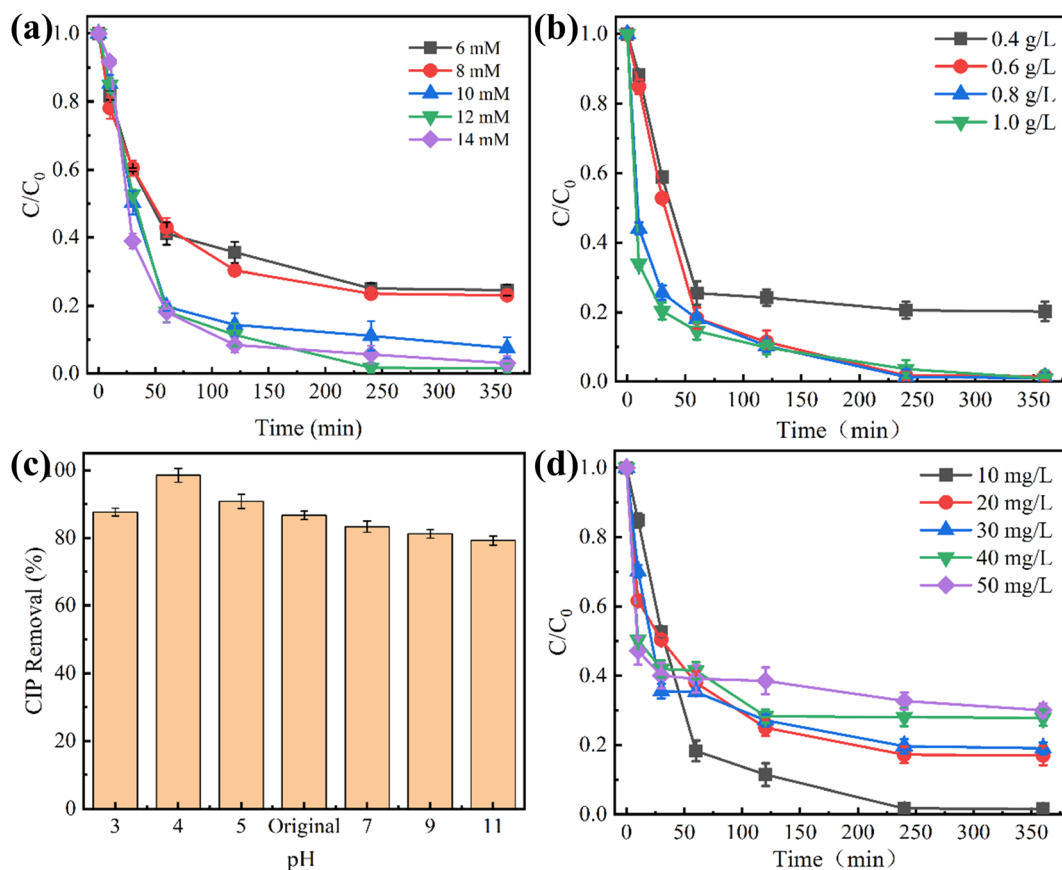 (a)
1.0
0.8
0.6
0.4
0.2
0.0
C/C0
6 mM
8 mM
10 mM
12 mM
14 mM
0 50 100 150 200 250 300 350
Time (min)
(b)
1.0
0.8
0.6
0.4
0.2
0.0
C/C0
0.4 g/L
0.6 g/L
0.8 g/L
1.0 g/L
0 50 100 150 200 250 300 350
Time（min）
(c)
00
80
60
40
20
0
CIP Removal (%)
3 4 5 Original 7 9 11
pH
(d)
1.0
0.8
0.6
0.4
0.2
0.0
C/C0
10 mg/L
20 mg/L
30 mg/L
40 mg/L
50 mg/L
0 50 100 150 200 250 300 350
Time（min）